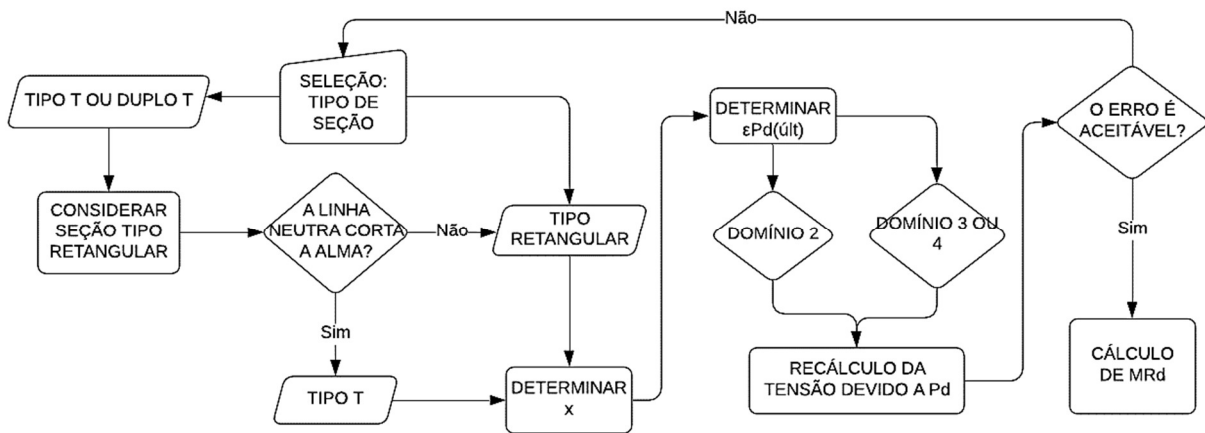 Não
TIPO T OU DUPLO T
SELEÇÃO:
TIPO DE
SEÇÃO
DETERMINAR
εPd(últ)
O ERRO É
ACEITÁVEL?
CONSIDERAR
SEÇÃO TIPO
RETANGULAR
A LINHA
NEUTRA CORTA
A ALMA?
Não
TIPO
RETANGULAR
DOMÍNIO 2
DOMÍNIO 3 OU
4
Sim
Sim
TIPO T
DETERMINAR
x
RECÁLCULO DA
TENSÃO DEVIDO A Pd
CÁLCULO
DE MRd